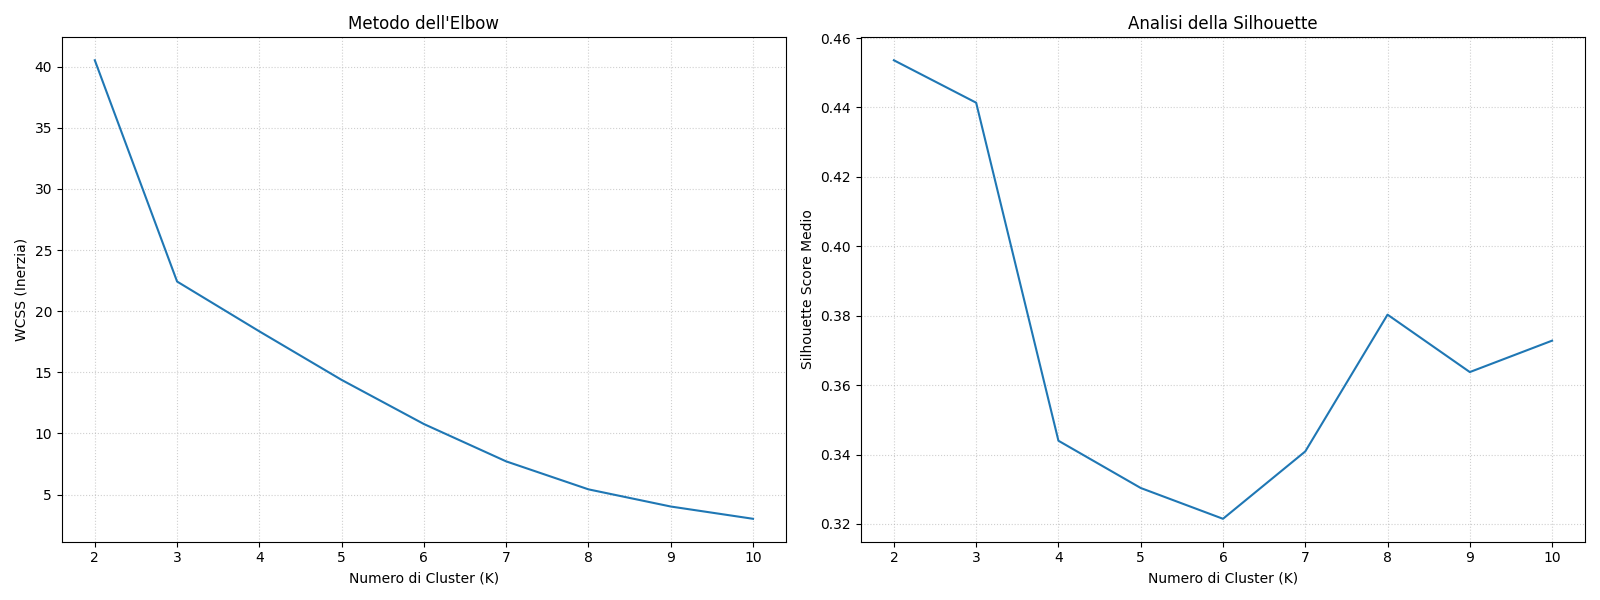 Metodo dell'Elbow
WCSS (Inerzia)
40
35
30
25
20
15
10
5
2 3 4 5 6 7 8 9 10
Numero di Cluster (K)
Analisi della Silhouette
Silhouette Score Medio
0.46
0.44
0.42
0.40
0.38
0.36
0.34
0.32
2 3 4 5 6 7 8 9 10
Numero di Cluster (K)